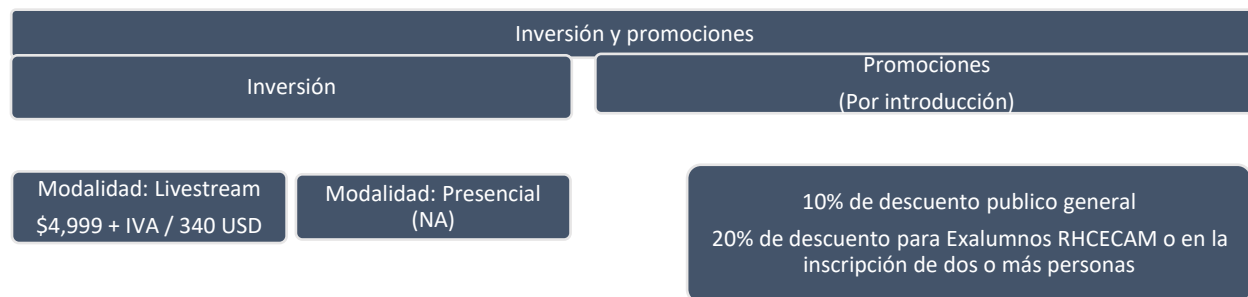 Inversión y promociones
Inversión
Promociones
(Por introducción)
Modalidad: Livestream
$4,999 + IVA / 340 USD
Modalidad: Presencial
(NA)
10% de descuento publico general
20% de descuento para Exalumnos RHCECAM o en la
inscripción de dos o más personas